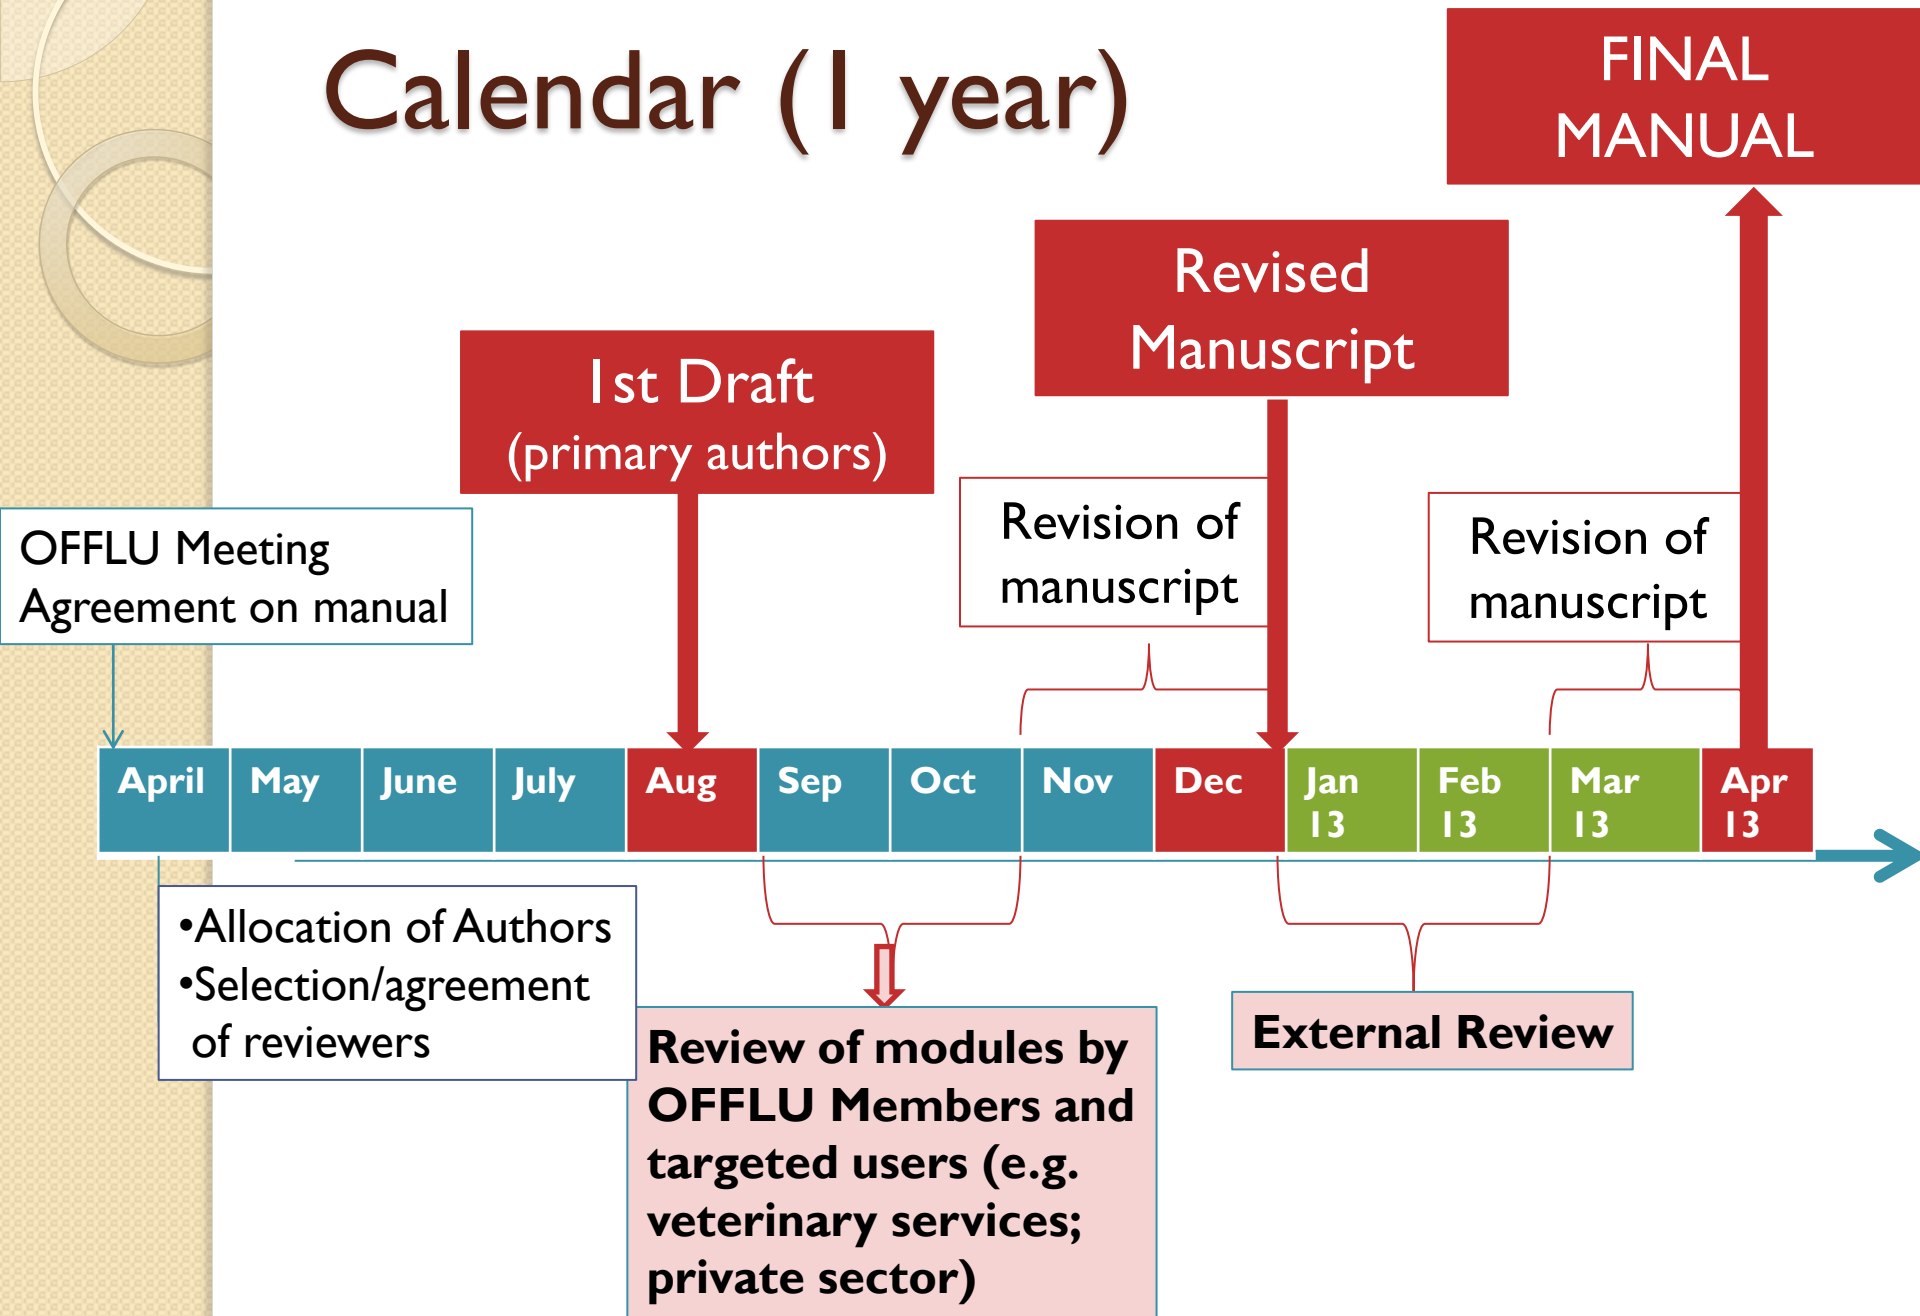 Calendar (1 year)
FINAL
MANUAL
Revised
Manuscript
1st Draft
(primary authors)
Revision of
manuscript
Revision of
manuscript
OFFLU Meeting
Agreement on manual
April May June July Aug Sep Oct Nov Dec Jan 13 Feb 13 Mar 13 Apr 13
•Allocation of Authors
•Selection/agreement
of reviewers
Review of modules by
OFFLU Members and
targeted users (e.g.
veterinary services;
private sector)
External Review